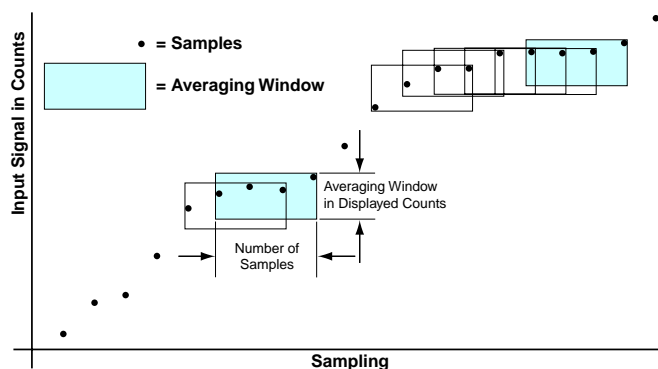 Input Signal in Counts
= Samples
= Averaging Window
Averaging Window
in Displayed Counts
Number of
Samples
Sampling